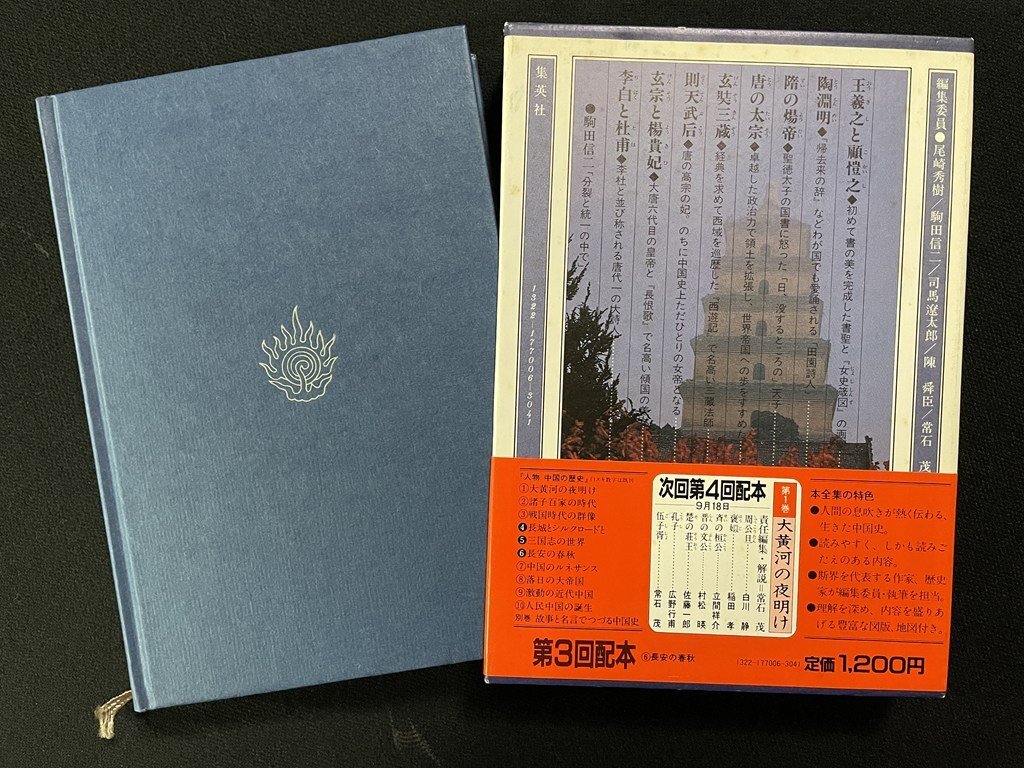 編集委員●尾崎秀樹/駒田信二/司馬遼太郎/陳 舜臣/常石 茂
王羲之と顧愷之◆初めて書の美を完成した書聖と『女史箴図』の画
陶淵明◆『帰去来の辞』などわが国でも愛誦される「田園詩人」
隋の煬帝◆聖徳太子の国書に怒った「日、没するところの」天子
唐の太宗◆卓越した政治力で領土を拡張し、世界帝国への歩をすすめ
玄奘三蔵◆経典を求めて西域を巡歴した『西遊記』で名高い三蔵法師
則天武后◆唐の高宗の妃。のちに中国史上ただひとりの女帝となる
玄宗と楊貴妃◆大唐六代目の皇帝と『長恨歌』で名高い傾国の
李白と杜甫◆李杜と並び称される唐代一の大詩人
●駒田信二「分裂と統一の中で」
集英社
1322-177006-3041
本全集の特色
●人間の息吹きが熱く伝わる、
生きた中国史。
●読みやすく、しかも読みご
たえのある内容。
●斯界を代表する作家、歴史
家が編集委員・執筆を担当。
●理解を深め、内容を盛りあ
げる豊富な図版、地図付き。
次回第4回配本
9月18日
第1巻 大黄河の夜明け
責任編集・解説=常石 茂
周公旦 白川 静
褒姒 稲田 孝
斉の桓公 立間祥介
晋の文公 村松 暎
楚の荘王 佐藤一郎
孔子 広野行甫
伍子胥 常石 茂
「人物 中国の歴史」白ヌキ数字は既刊
①大黄河の夜明け
②諸子百家の時代
③戦国時代の群像
❹長城とシルクロードと
❺三国志の世界
❻長安の春秋
⑦中国のルネサンス
⑧落日の大帝国
⑨激動の近代中国
⑩人民中国の誕生
別巻 故事と名言でつづる中国史
第3回配本 ⑥長安の春秋
1322-177006-3041 定価1,200円